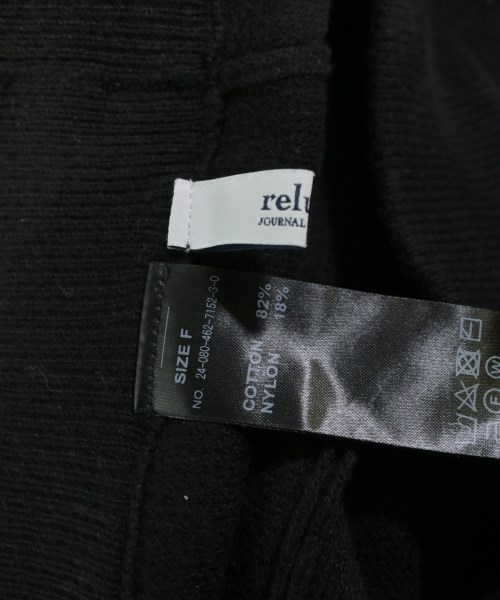 relu
JOURNAL
SIZE F
NO. 24-080-462-7152-3-0
COTTON 82%
NYLON 18%
F
W